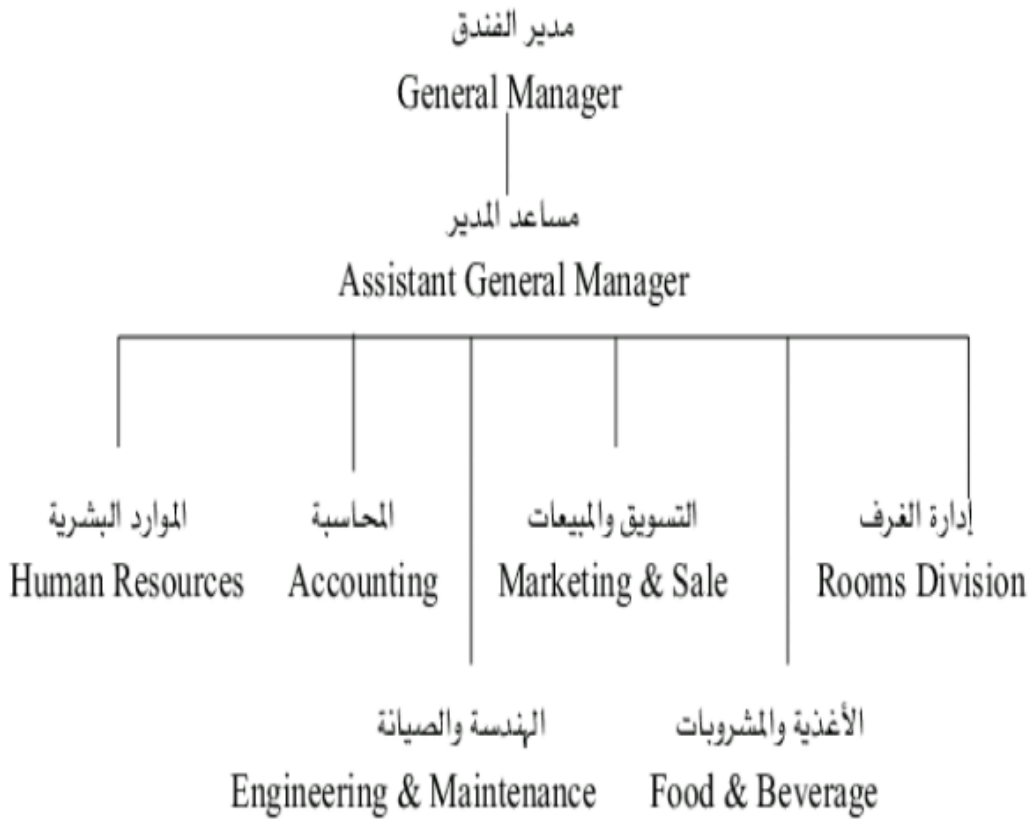 مدير الفندق
General Manager
مساعد المدير
Assistant General Manager
الموارد البشرية
Human Resources
المحاسبة
Accounting
التسويق والمبيعات
Marketing & Sale
إدارة الغرف
Rooms Division
الهندسة والصيانة
Engineering & Maintenance
الأغذية والمشروبات
Food & Beverage